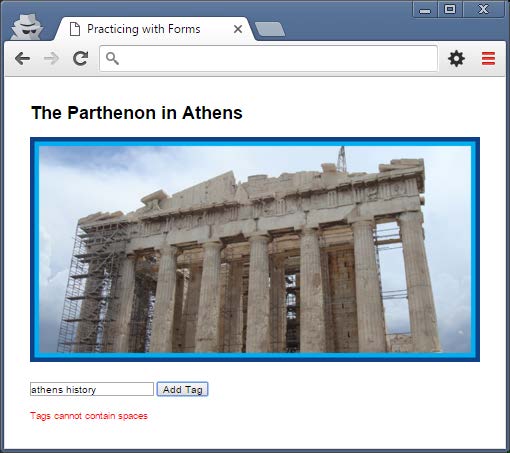 Practicing with Forms
The Parthenon in Athens
athens history Add Tag
Tags cannot contain spaces